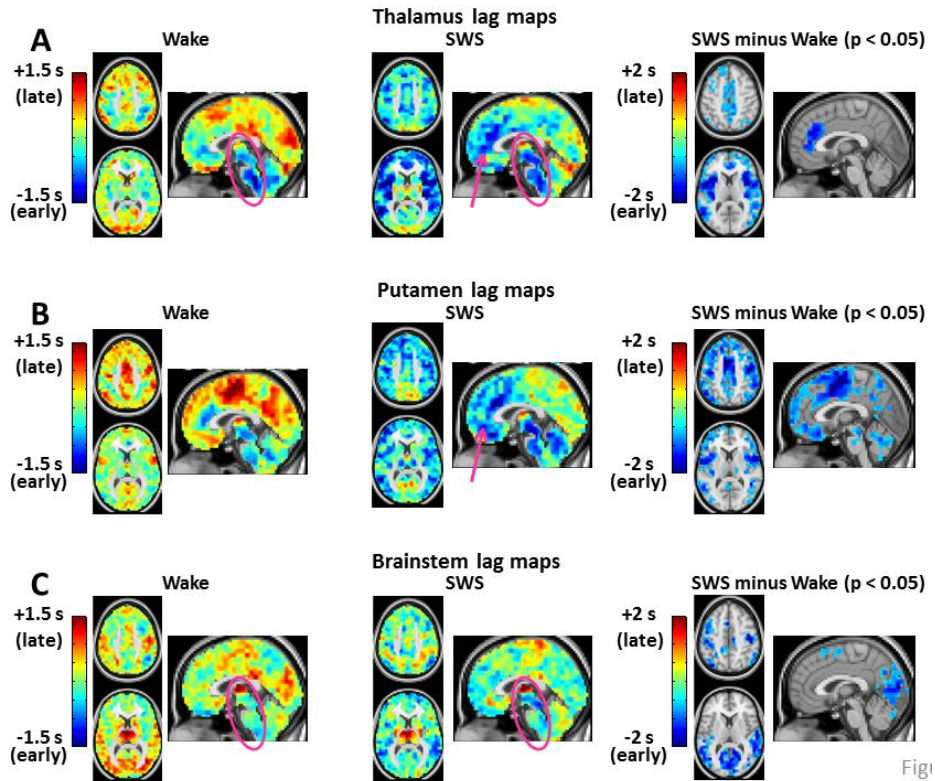 Thalamus lag maps
A
Wake
SWS
SWS minus Wake (p < 0.05)
+1.5 s
(late)
-1.5 s
(early)
+2 s
(late)
-2 s
(early)
Putamen lag maps
B
Wake
SWS
SWS minus Wake (p < 0.05)
+1.5 s
(late)
-1.5 s
(early)
+2 s
(late)
-2 s
(early)
Brainstem lag maps
C
Wake
SWS
SWS minus Wake (p < 0.05)
+1.5 s
(late)
-1.5 s
(early)
+2 s
(late)
-2 s
(early)
Figu